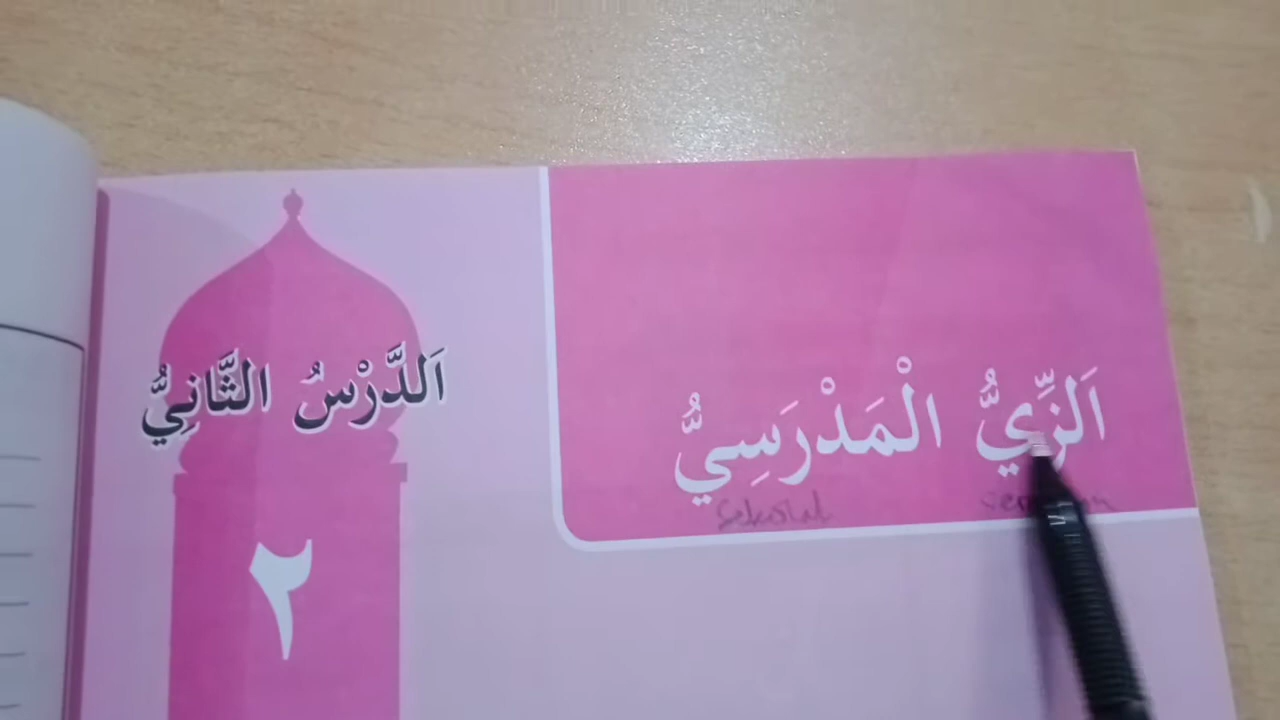 اَلزِّيُّ الْمَدْرَسِيُّ
اَلدَّرْسُ الثَّانِيُّ
٢